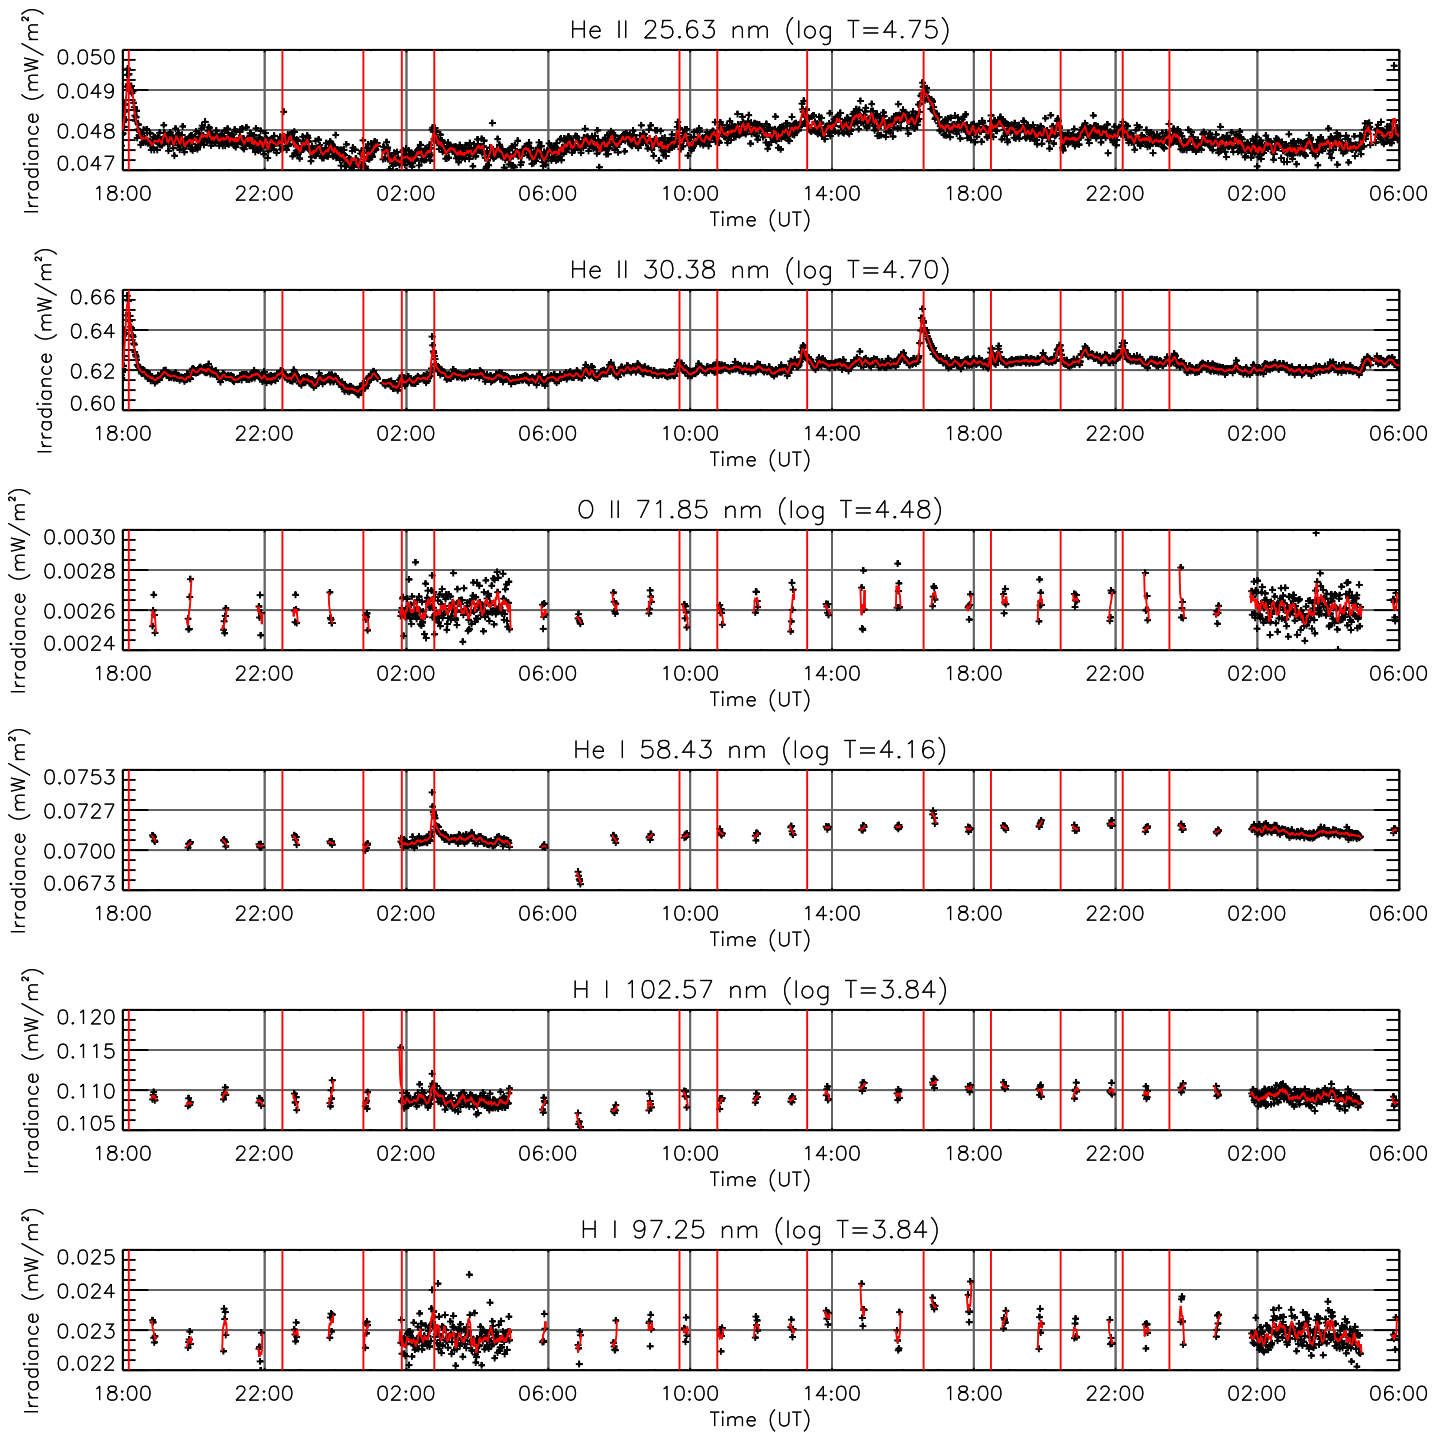 He II 25.63 nm (log T=4.75)
Irradiance (mW/m²)
0.050
0.049
0.048
0.047
18:00 22:00 02:00 06:00 10:00 14:00 18:00 22:00 02:00 06:00
Time (UT)
He II 30.38 nm (log T=4.70)
Irradiance (mW/m²)
0.66
0.64
0.62
0.60
18:00 22:00 02:00 06:00 10:00 14:00 18:00 22:00 02:00 06:00
Time (UT)
O II 71.85 nm (log T=4.48)
Irradiance (mW/m²)
0.0030
0.0028
0.0026
0.0024
18:00 22:00 02:00 06:00 10:00 14:00 18:00 22:00 02:00 06:00
Time (UT)
He I 58.43 nm (log T=4.16)
Irradiance (mW/m²)
0.0753
0.0727
0.0700
0.0673
18:00 22:00 02:00 06:00 10:00 14:00 18:00 22:00 02:00 06:00
Time (UT)
H I 102.57 nm (log T=3.84)
Irradiance (mW/m²)
0.120
0.115
0.110
0.105
18:00 22:00 02:00 06:00 10:00 14:00 18:00 22:00 02:00 06:00
Time (UT)
H I 97.25 nm (log T=3.84)
Irradiance (mW/m²)
0.025
0.024
0.023
0.022
18:00 22:00 02:00 06:00 10:00 14:00 18:00 22:00 02:00 06:00
Time (UT)